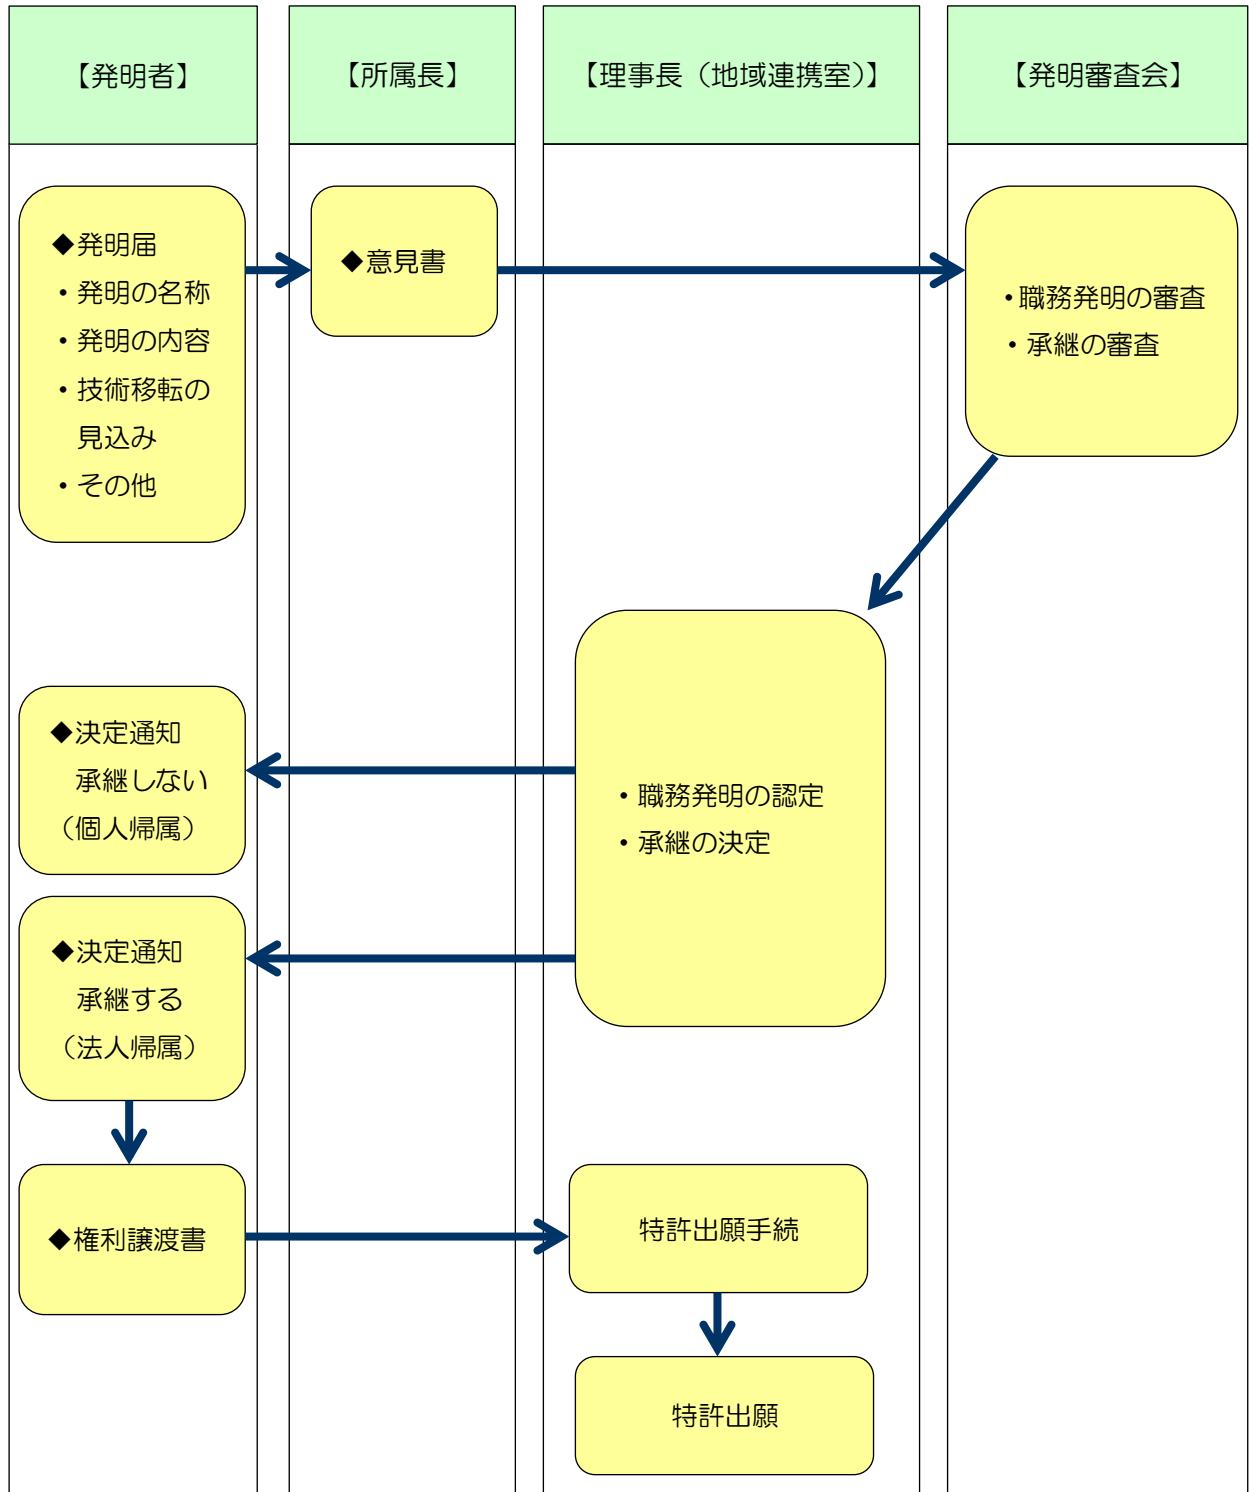 【発明者】
【所属長】
【理事長（地域連携室）】
【発明審査会】
◆発明届
・発明の名称
・発明の内容
・技術移転の
見込み
・その他
◆意見書
・職務発明の審査
・承継の審査
・職務発明の認定
・承継の決定
◆決定通知
承継しない
（個人帰属）
◆決定通知
承継する
（法人帰属）
◆権利譲渡書
特許出願手続
特許出願